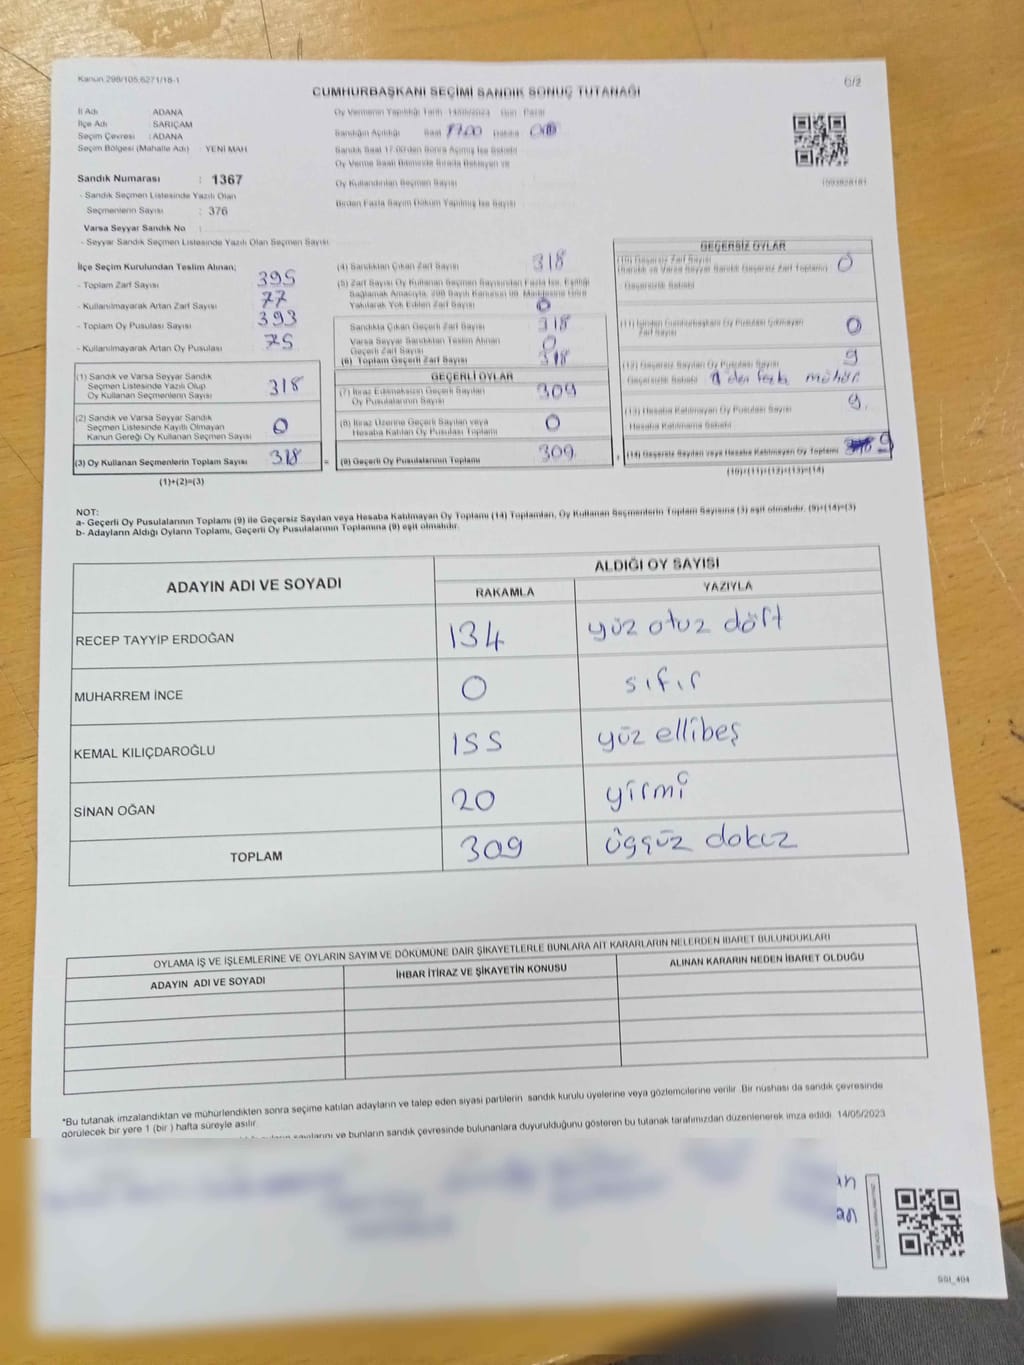 Kanun 298/105,6271/18-1
C/2
CUMHURBAŞKANI SEÇİMİ SANDIK SONUÇ TUTANAĞI
İl Adı ADANA
İlçe Adı SARIÇAM
Seçim Çevresi : ADANA
Seçim Bölgesi (Mahalle Adı) : YENİ MAH
Oy Vermenin Yapıldığı Tarih 14/05/2023 Gün Pazar
Sandığın Açıldığı Saat 17.00 Dakika
Sandık Saat 17.00'den Sonra Açılmış İse Sebebi
Oy Verme Saati Bitiminde Sırada Bekleyen ve
Oy Kullandırılan Seçmen Sayısı
Birden Fazla Sayım Döküm Yapılmış İse Sayısı
Sandık Numarası : 1367
- Sandık Seçmen Listesinde Yazılı Olan
Seçmenlerin Sayısı : 376
Varsa Seyyar Sandık No :
- Seyyar Sandık Seçmen Listesinde Yazılı Olan Seçmen Sayısı
İlçe Seçim Kurulundan Teslim Alınan;
- Toplam Zarf Sayısı 395
- Kullanılmayarak Artan Zarf Sayısı 77
- Toplam Oy Pusulası Sayısı 393
- Kullanılmayarak Artan Oy Pusulası 75
(1) Sandık ve Varsa Seyyar Sandık
Seçmen Listesinde Yazılı Olup
Oy Kullanan Seçmenlerin Sayısı 318
(2) Sandık ve Varsa Seyyar Sandık
Seçmen Listesinde Kayıtlı Olmayan
Kanun Gereği Oy Kullanan Seçmen Sayısı 0
(3) Oy Kullanan Seçmenlerin Toplam Sayısı 318 =
(1)+(2)=(3)
(4) Sandıktan Çıkan Zarf Sayısı 318
(5) Zarf Sayısı Oy Kullanan Seçmen Sayısından Fazla İse, Eşitliği
Sağlamak Amacıyla, 298 Sayılı Kanunun 98. Maddesine Göre
Yakılarak Yok Edilen Zarf Sayısı 0
Sandıkta Çıkan Geçerli Zarf Sayısı 318
Varsa Seyyar Sandıktan Teslim Alınan
Geçerli Zarf Sayısı 0
(6) Toplam Geçerli Zarf Sayısı 318
GEÇERLİ OYLAR
(7) İtiraz Edilmeksizin Geçerli Sayılan
Oy Pusulalarının Sayısı 309
(8) İtiraz Üzerine Geçerli Sayılan veya
Hesaba Katılan Oy Pusulası Toplamı 0
(9) Geçerli Oy Pusulalarının Toplamı 309
GEÇERSİZ OYLAR
(10) Geçersiz Zarf Sayısı
(Sandık ve Varsa Seyyar Sandık Geçersiz Zarf Toplamı) 0
Geçersizlik Sebebi
(11) İçinden Cumhurbaşkanı Oy Pusulası Çıkmayan
Zarf Sayısı 0
(12) Geçersiz Sayılan Oy Pusulası Sayısı 9
Geçersizlik Sebebi 1 den fazla mühür
(13) Hesaba Katılmayan Oy Pusulası Sayısı 9.
Hesaba Katılmama Sebebi
(14) Geçersiz Sayılan veya Hesaba Katılmayan Oy Toplamı 9
(10)+(11)+(12)+(13)=(14)
NOT:
a- Geçerli Oy Pusulalarının Toplamı (9) ile Geçersiz Sayılan veya Hesaba Katılmayan Oy Toplamı (14) Toplamları, Oy Kullanan Seçmenlerin Toplam Sayısına (3) eşit olmalıdır. (9)+(14)=(3)
b- Adayların Aldığı Oyların Toplamı, Geçerli Oy Pusulalarının Toplamına (9) eşit olmalıdır.
ADAYIN ADI VE SOYADI
ALDIĞI OY SAYISI
RAKAMLA YAZIYLA
RECEP TAYYİP ERDOĞAN 134 yüz otuz dört
MUHARREM İNCE 0 sıfır
KEMAL KILIÇDAROĞLU 155 yüz ellibeş
SİNAN OĞAN 20 yirmi
TOPLAM 309 üçyüz dokuz
OYLAMA İŞ VE İŞLEMLERİNE VE OYLARIN SAYIM VE DÖKÜMÜNE DAİR ŞİKAYETLERLE BUNLARA AİT KARARLARIN NELERDEN İBARET BULUNDUKLARI
ADAYIN ADI VE SOYADI İHBAR İTİRAZ VE ŞİKAYETİN KONUSU ALINAN KARARIN NEDEN İBARET OLDUĞU
*Bu tutanak imzalandıktan ve mühürlendikten sonra seçime katılan adayların ve talep eden siyasi partilerin sandık kurulu üyelerine veya gözlemcilerine verilir. Bir nüshası da sandık çevresinde
görülecek bir yere 1 (bir ) hafta süreyle asılır.
ve bunların sandık çevresinde bulunanlara duyurulduğunu gösteren bu tutanak tarafımızdan düzenlenerek imza edildi. 14/05/2023